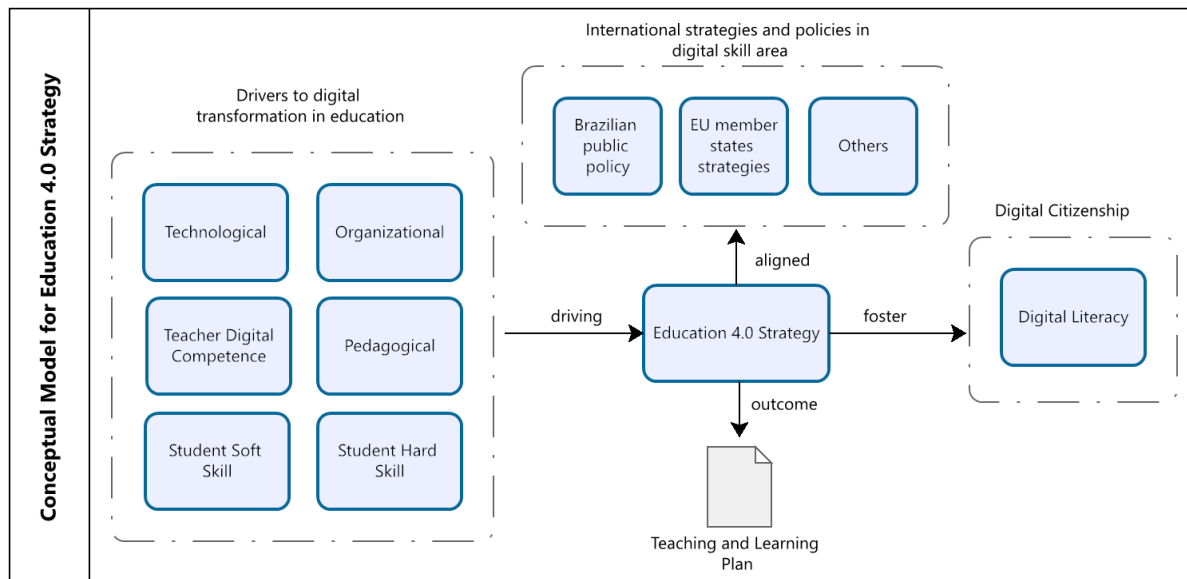 Conceptual Model for Education 4.0 Strategy
Drivers to digital
transformation in education
Technological
Organizational
Teacher Digital
Competence
Pedagogical
Student Soft
Skill
Student Hard
Skill
driving
International strategies and policies in
digital skill area
Brazilian
public
policy
EU member
states
strategies
Others
aligned
Education 4.0 Strategy
foster
outcome
Teaching and Learning
Plan
Digital Citizenship
Digital Literacy